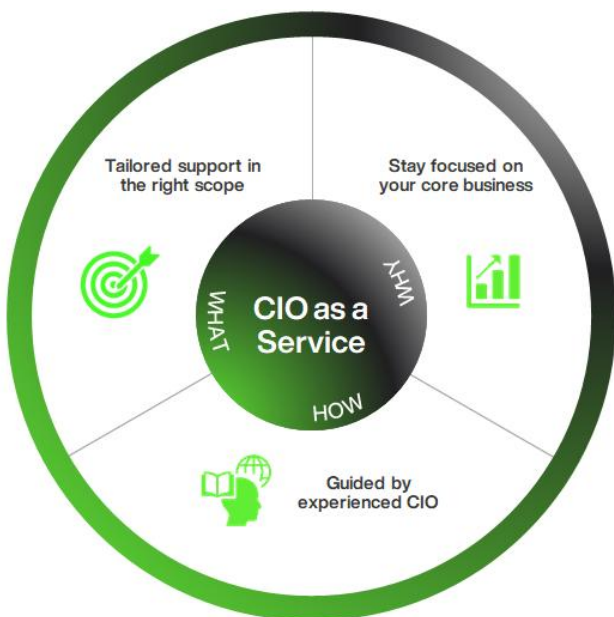 Tailored support in
the right scope
Stay focused on
your core business
WHAT
CIO as a
Service
WHY
HOW
Guided by
experienced CIO